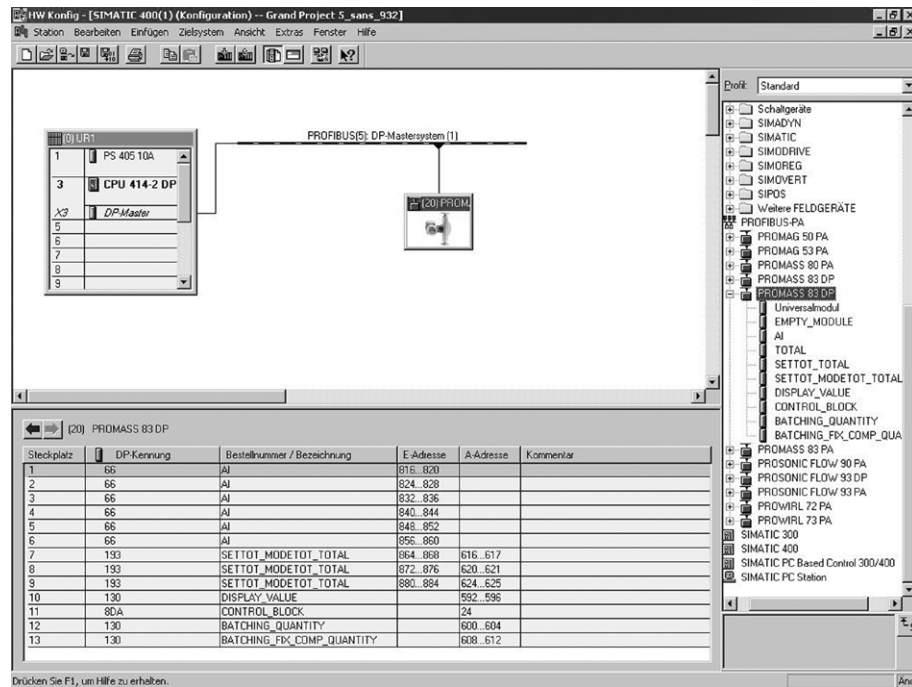 HW Konfig - [SIMATIC 400(1) (Konfiguration) -- Grand Project 5_sans_932]
Station Bearbeiten Einfügen Zielsystem Ansicht Extras Fenster Hilfe
(0) UR1
1 PS 405 10A
3 CPU 414-2 DP
X3 DP-Master
5
6
7
8
9
PROFIBUS(5): DP-Mastersystem (1)
(20) PROM
Profil: Standard
Schaltgeräte
SIMADYN
SIMATIC
SIMODRIVE
SIMOREG
SIMOVERT
SIPOS
Weitere FELDGERÄTE
PROFIBUS-PA
PROMAG 50 PA
PROMAG 53 PA
PROMASS 80 PA
PROMASS 83 DP
PROMASS 83 DP
Universalmodul
EMPTY_MODULE
AI
TOTAL
SETTOT_TOTAL
SETTOT_MODETOT_TOTAL
DISPLAY_VALUE
CONTROL_BLOCK
BATCHING_QUANTITY
BATCHING_FIX_COMP_QUA
PROMASS 83 PA
PROSONIC FLOW 90 PA
PROSONIC FLOW 93 DP
PROSONIC FLOW 93 PA
PROWIRL 72 PA
PROWIRL 73 PA
SIMATIC 300
SIMATIC 400
SIMATIC PC Based Control 300/400
SIMATIC PC Station
(20) PROMASS 83 DP
Steckplatz DP-Kennung Bestellnummer / Bezeichnung E-Adresse A-Adresse Kommentar
1 66 AI 816...820
2 66 AI 824...828
3 66 AI 832...836
4 66 AI 840...844
5 66 AI 848...852
6 66 AI 856...860
7 193 SETTOT_MODETOT_TOTAL 864...868 616...617
8 193 SETTOT_MODETOT_TOTAL 872...876 620...621
9 193 SETTOT_MODETOT_TOTAL 880...884 624...625
10 130 DISPLAY_VALUE 592...596
11 8DA CONTROL_BLOCK 24
12 130 BATCHING_QUANTITY 600...604
13 130 BATCHING_FIX_COMP_QUANTITY 608...612
Drücken Sie F1, um Hilfe zu erhalten.
Änd